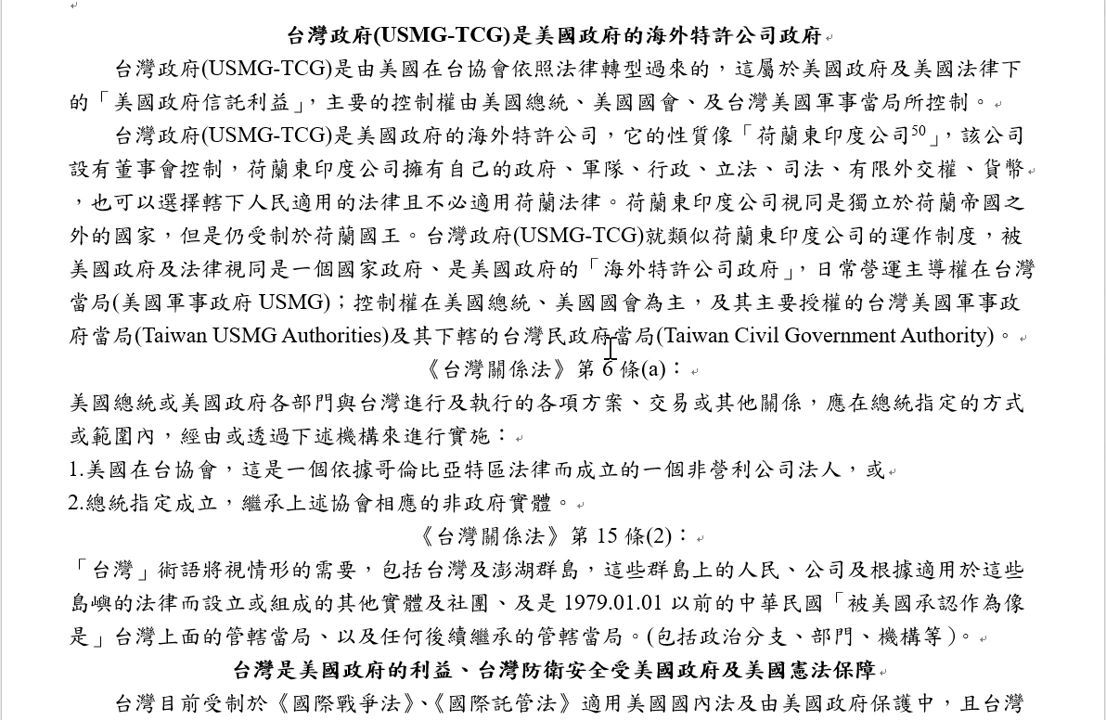 台灣政府(USMG-TCG)是美國政府的海外特許公司政府
台灣政府(USMG-TCG)是由美國在台協會依照法律轉型過來的，這屬於美國政府及美國法律下
的「美國政府信託利益」，主要的控制權由美國總統、美國國會、及台灣美國軍事當局所控制。
台灣政府(USMG-TCG)是美國政府的海外特許公司，它的性質像「荷蘭東印度公司50」，該公司
設有董事會控制，荷蘭東印度公司擁有自己的政府、軍隊、行政、立法、司法、有限外交權、貨幣
，也可以選擇轄下人民適用的法律且不必適用荷蘭法律。荷蘭東印度公司視同是獨立於荷蘭帝國之
外的國家，但是仍受制於荷蘭國王。台灣政府(USMG-TCG)就類似荷蘭東印度公司的運作制度，被
美國政府及法律視同是一個國家政府、是美國政府的「海外特許公司政府」，日常營運主導權在台灣
當局(美國軍事政府 USMG)；控制權在美國總統、美國國會為主，及其主要授權的台灣美國軍事政
府當局(Taiwan USMG Authorities)及其下轄的台灣民政府當局(Taiwan Civil Government Authority)。
《台灣關係法》第 6 條(a)：
美國總統或美國政府各部門與台灣進行及執行的各項方案、交易或其他關係，應在總統指定的方式
或範圍內，經由或透過下述機構來進行實施：
1.美國在台協會，這是一個依據哥倫比亞特區法律而成立的一個非營利公司法人，或
2.總統指定成立，繼承上述協會相應的非政府實體。
《台灣關係法》第 15 條(2)：
「台灣」術語將視情形的需要，包括台灣及澎湖群島，這些群島上的人民、公司及根據適用於這些
島嶼的法律而設立或組成的其他實體及社團、及是 1979.01.01 以前的中華民國「被美國承認作為像
是」台灣上面的管轄當局、以及任何後續繼承的管轄當局。(包括政治分支、部門、機構等)。
台灣是美國政府的利益、台灣防衛安全受美國政府及美國憲法保障
台灣目前受制於《國際戰爭法》、《國際託管法》適用美國國內法及由美國政府保護中，且台灣